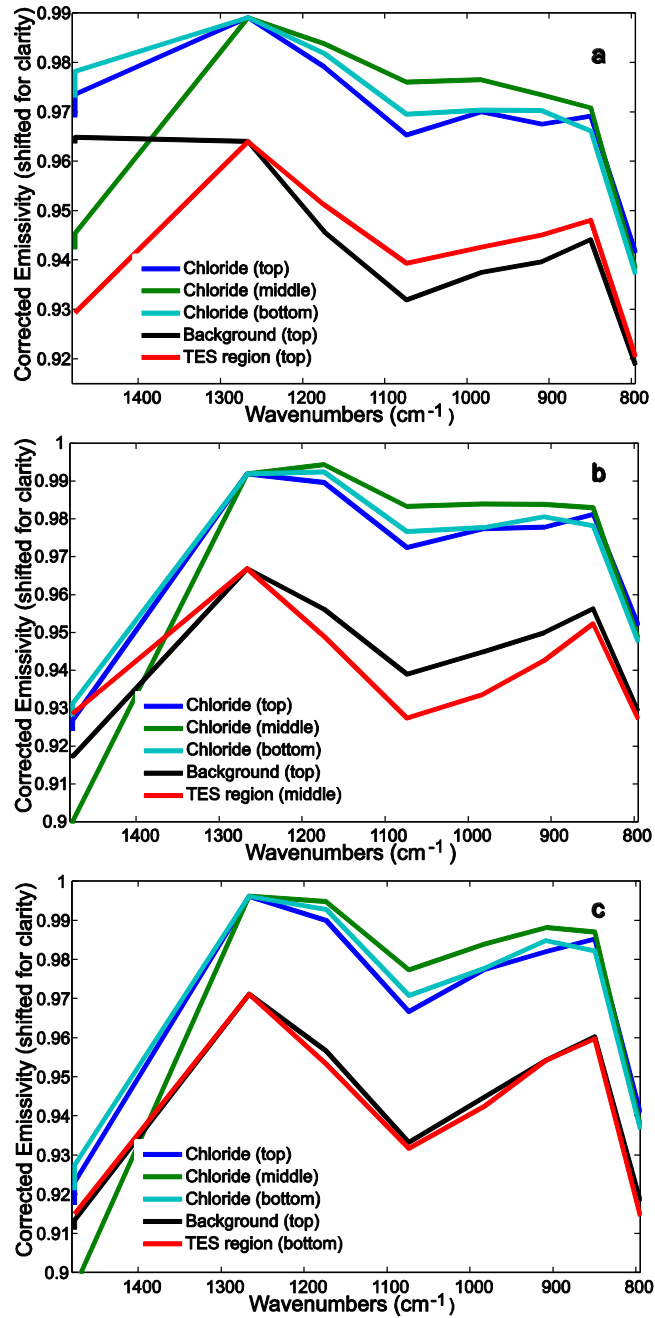 a
Corrected Emissivity (shifted for clarity)
0.99
0.98
0.97
0.96
0.95
0.94
0.93
0.92
Chloride (top)
Chloride (middle)
Chloride (bottom)
Background (top)
TES region (top)
1400 1300 1200 1100 1000 900 800
Wavenumbers (cm⁻¹)
b
Corrected Emissivity (shifted for clarity)
1
0.99
0.98
0.97
0.96
0.95
0.94
0.93
0.92
0.91
0.9
Chloride (top)
Chloride (middle)
Chloride (bottom)
Background (top)
TES region (middle)
1400 1300 1200 1100 1000 900 800
Wavenumbers (cm⁻¹)
c
Corrected Emissivity (shifted for clarity)
1
0.99
0.98
0.97
0.96
0.95
0.94
0.93
0.92
0.91
0.9
Chloride (top)
Chloride (middle)
Chloride (bottom)
Background (top)
TES region (bottom)
1400 1300 1200 1100 1000 900 800
Wavenumbers (cm⁻¹)